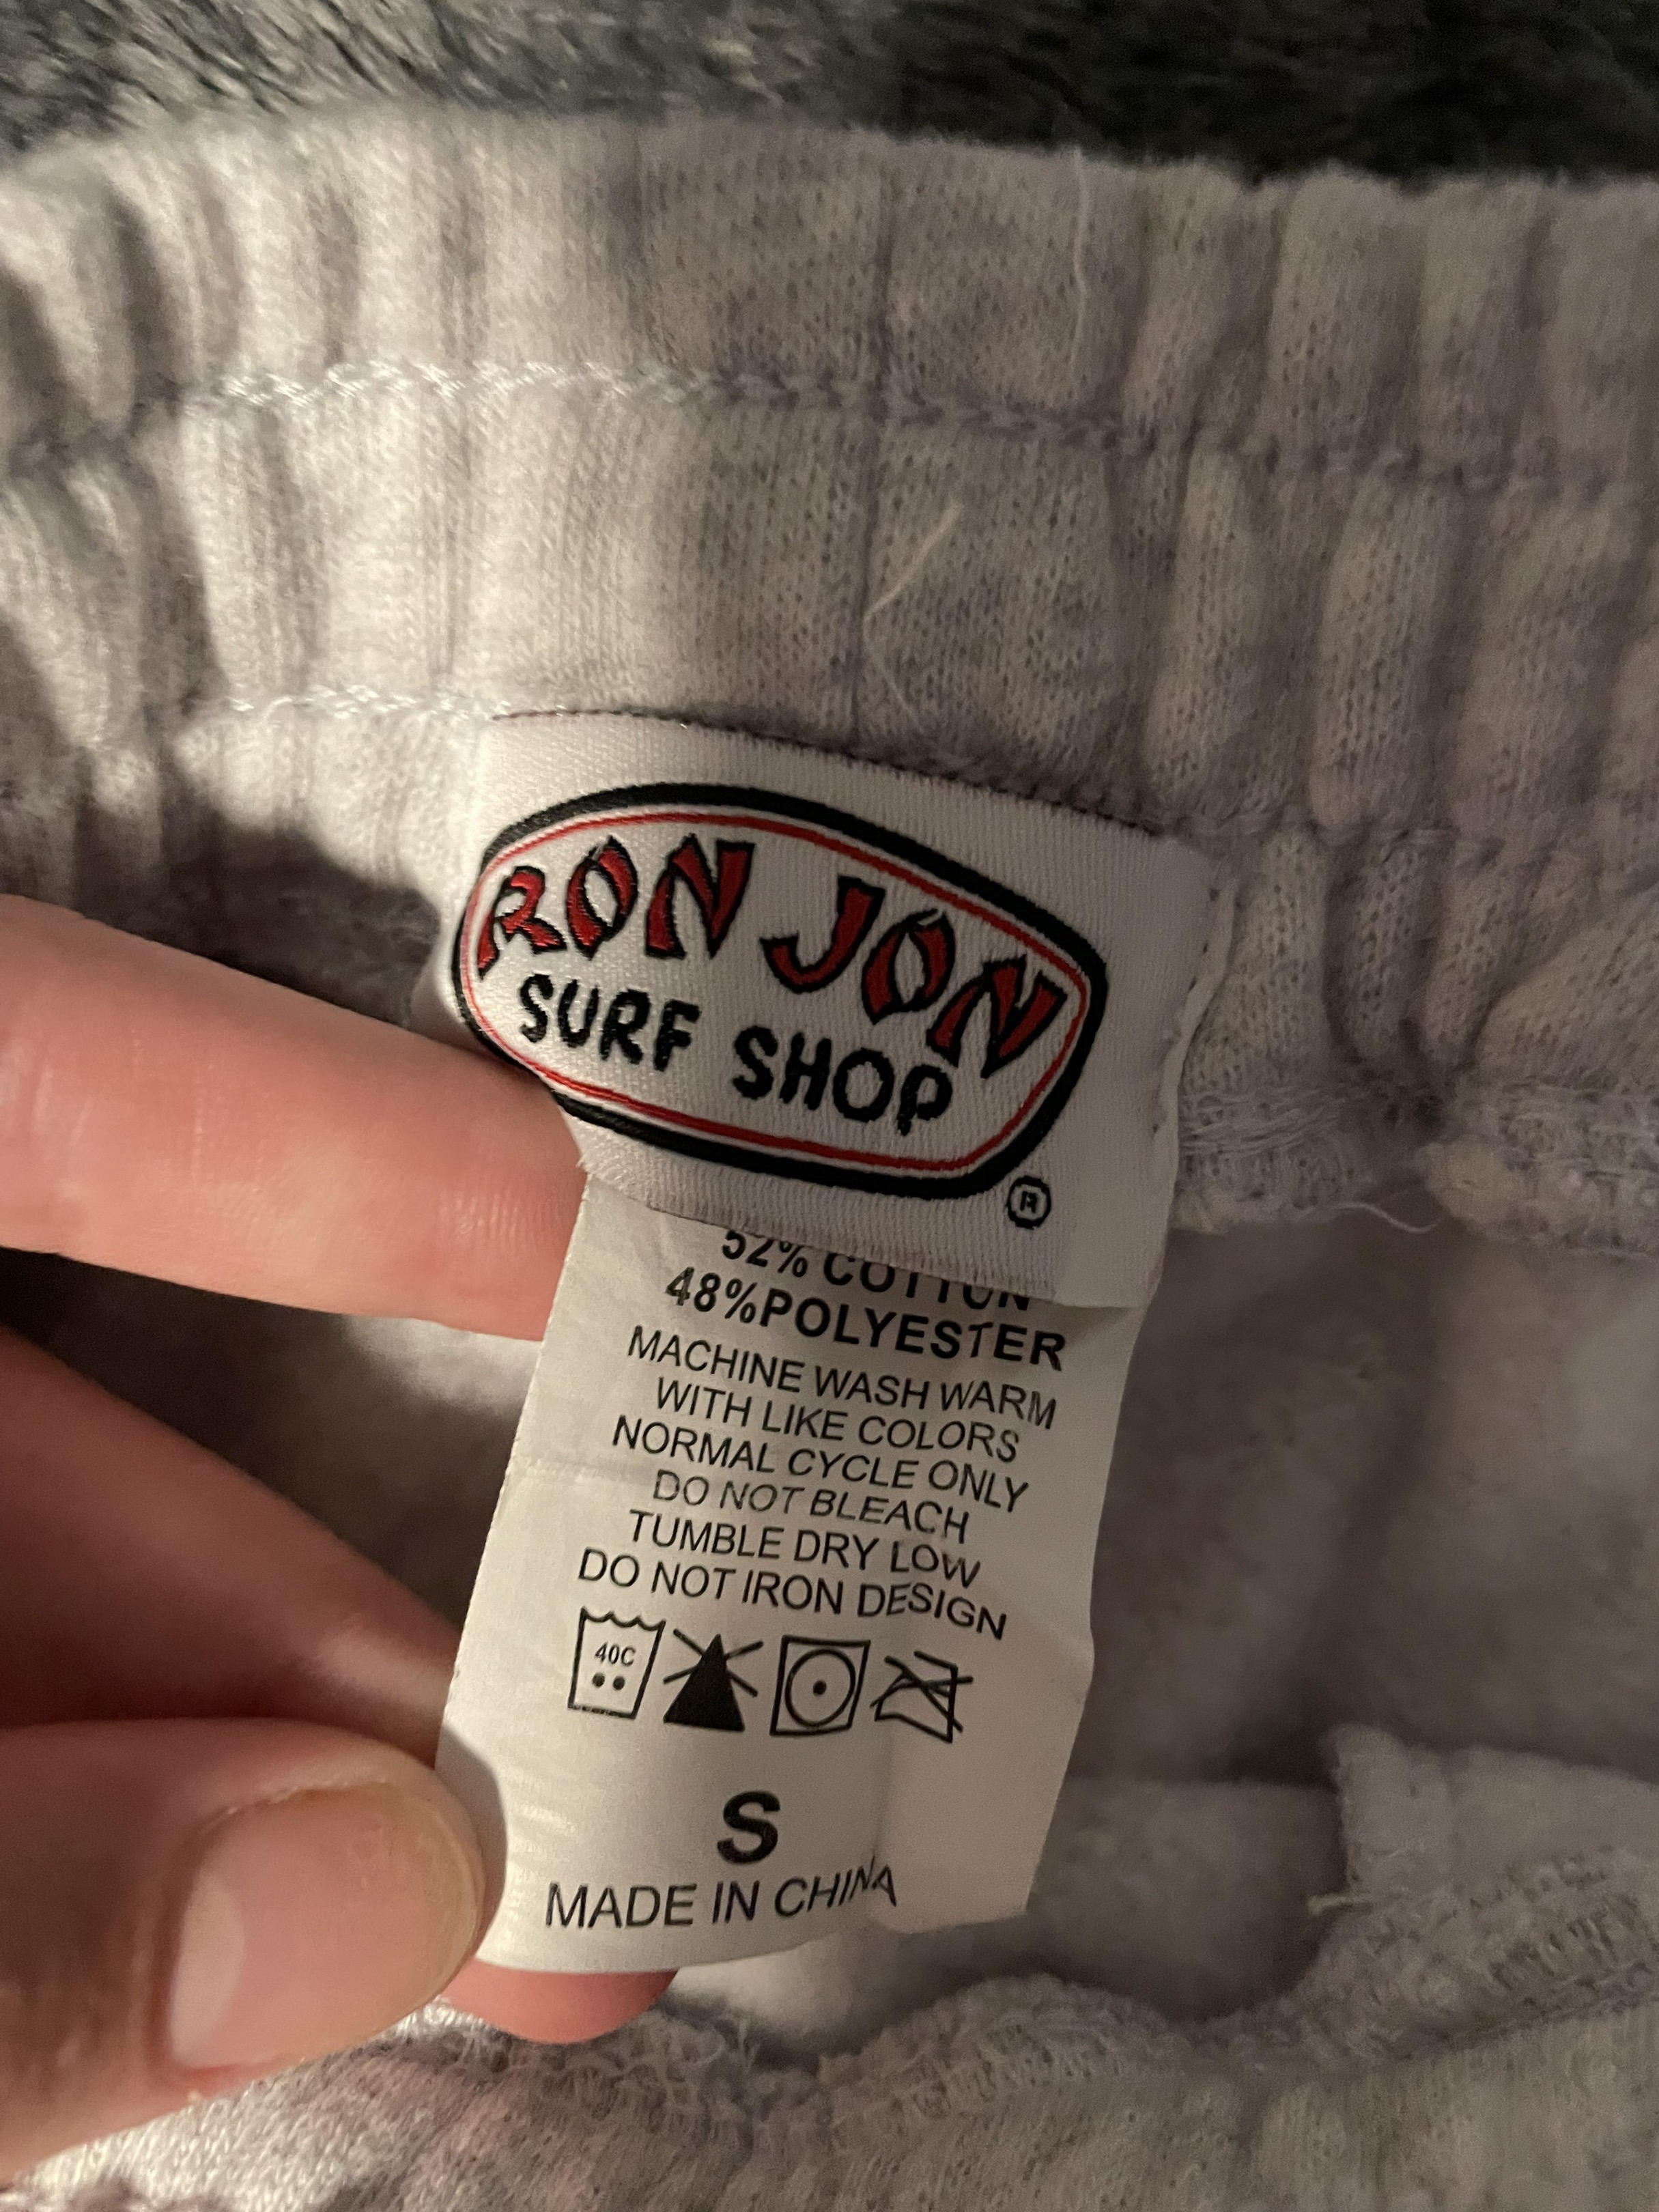 RON JON
SURF SHOP
®
52% COTTON
48%POLYESTER
MACHINE WASH WARM
WITH LIKE COLORS
NORMAL CYCLE ONLY
DO NOT BLEACH
TUMBLE DRY LOW
DO NOT IRON DESIGN
40C
S
MADE IN CHINA